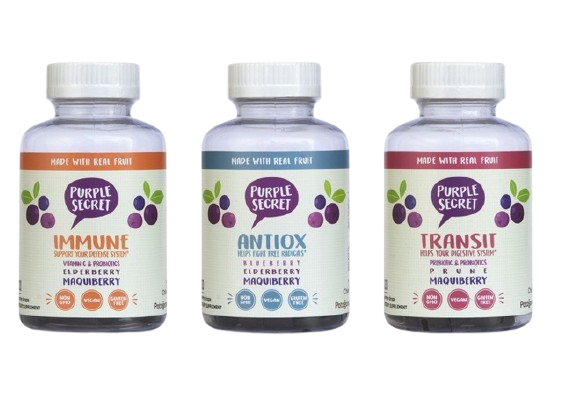 MADE WITH REAL FRUIT
PURPLE
SECRET
IMMUNE
SUPPORT YOUR DEFENSE SYSTEM*
VITAMIN C & PROBIOTICS
ELDERBERRY
MAQUIBERRY
NON GMO
VEGAN
GLUTEN FREE
MADE WITH REAL FRUIT
PURPLE
SECRET
ANTIOX
HELPS FIGHT FREE RADICALS*
BLUEBERRY
ELDERBERRY
MAQUIBERRY
NON GMO
VEGAN
GLUTEN FREE
MADE WITH REAL FRUIT
PURPLE
SECRET
TRANSIT
HELPS YOUR DIGESTIVE SYSTEM*
PREBIOTIC & PROBIOTICS
PRUNE
MAQUIBERRY
NON GMO
VEGAN
GLUTEN FREE